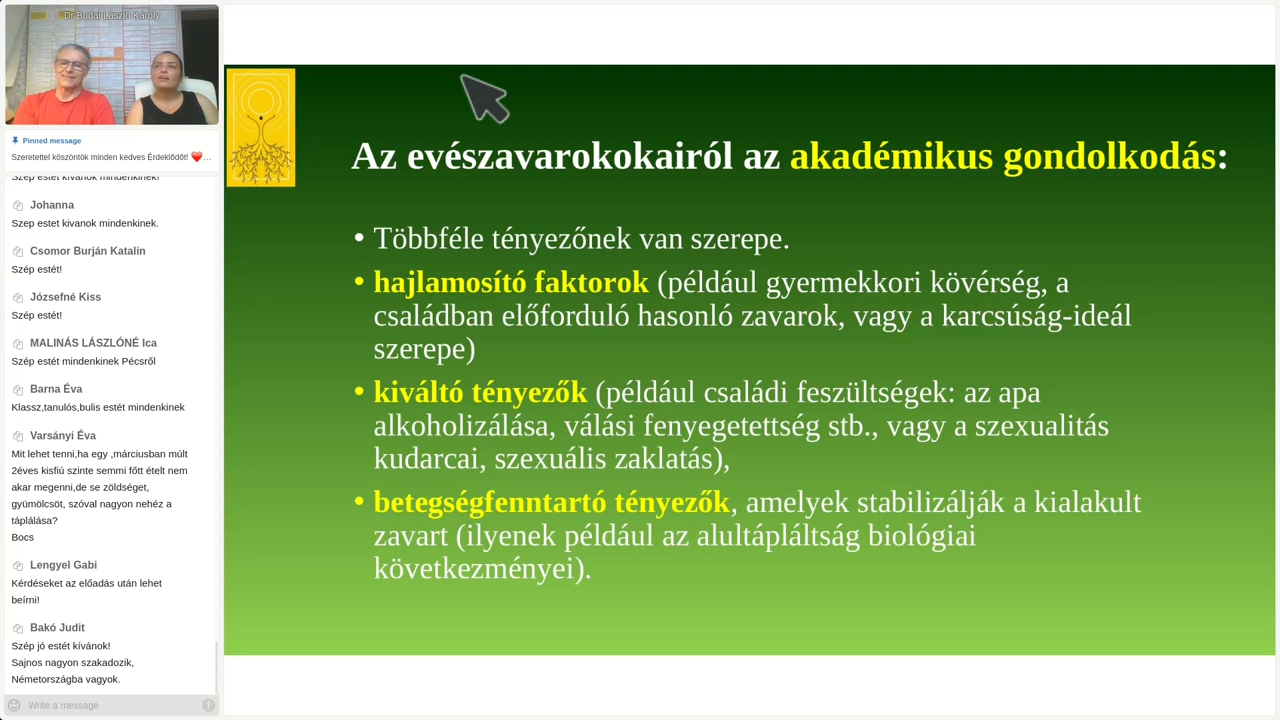 Dr Budai László Károly
Pinned message
Szeretettel köszöntök minden kedves Érdeklődőt! ❤️…
Szép estét kívánok mindenkinek!
Johanna
Szep estet kivanok mindenkinek.
Csomor Burján Katalin
Szép estét!
Józsefné Kiss
Szép estét!
MALINÁS LÁSZLÓNÉ Ica
Szép estét mindenkinek Pécsről
Barna Éva
Klassz,tanulós,bulis estét mindenkinek
Varsányi Éva
Mit lehet tenni,ha egy ,márciusban múlt
2éves kisfiú szinte semmi főtt ételt nem
akar megenni,de se zöldséget,
gyümölcsöt, szóval nagyon nehéz a
táplálása?
Bocs
Lengyel Gabi
Kérdéseket az előadás után lehet
beírni!
Bakó Judit
Szép jó estét kívánok!
Sajnos nagyon szakadozik,
Németországba vagyok.
Write a message
Az evészavarokokairól az akadémikus gondolkodás:
• Többféle tényezőnek van szerepe.
• hajlamosító faktorok (például gyermekkori kövérség, a
családban előforduló hasonló zavarok, vagy a karcsúság-ideál
szerepe)
• kiváltó tényezők (például családi feszültségek: az apa
alkoholizálása, válási fenyegetettség stb., vagy a szexualitás
kudarcai, szexuális zaklatás),
• betegségfenntartó tényezők, amelyek stabilizálják a kialakult
zavart (ilyenek például az alultápláltság biológiai
következményei).